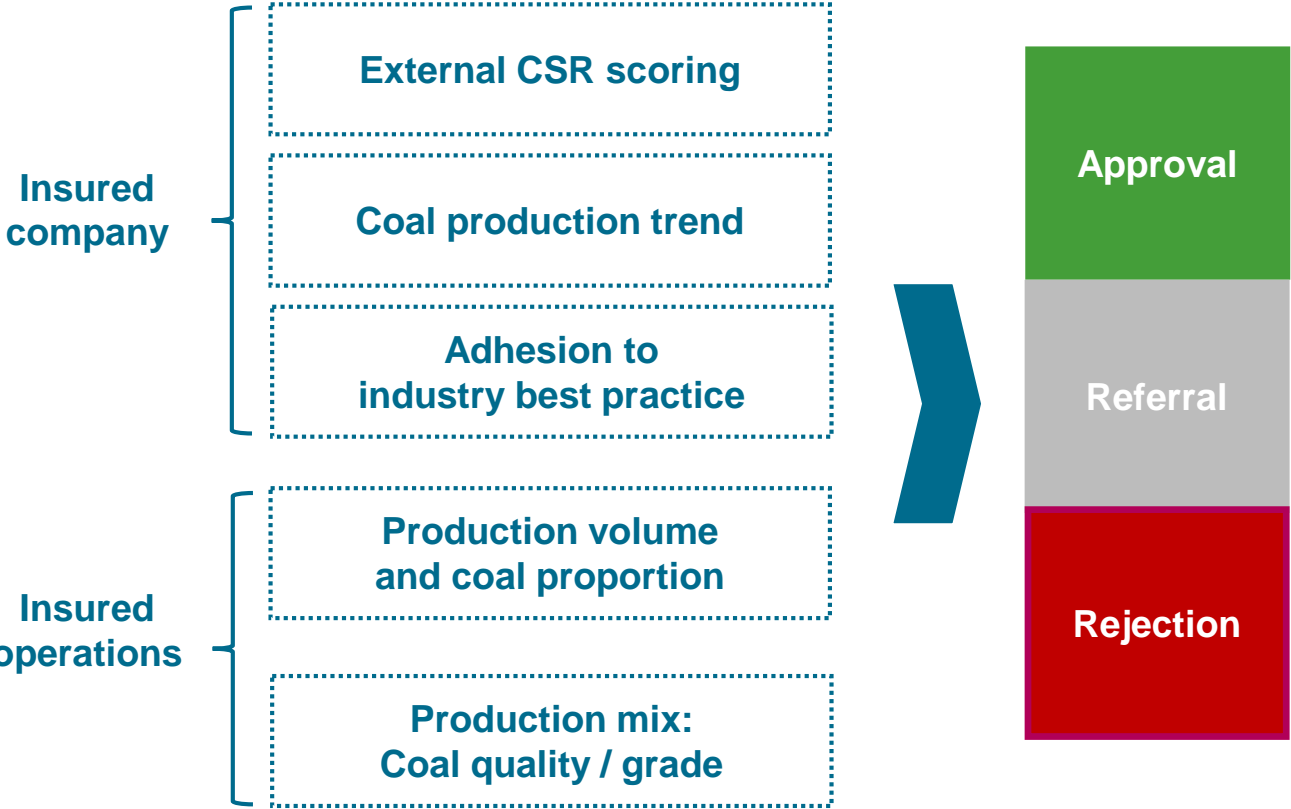 Insured
company
External CSR scoring
Coal production trend
Adhesion to
industry best practice
Insured
operations
Production volume
and coal proportion
Production mix:
Coal quality / grade
Approval
Referral
Rejection